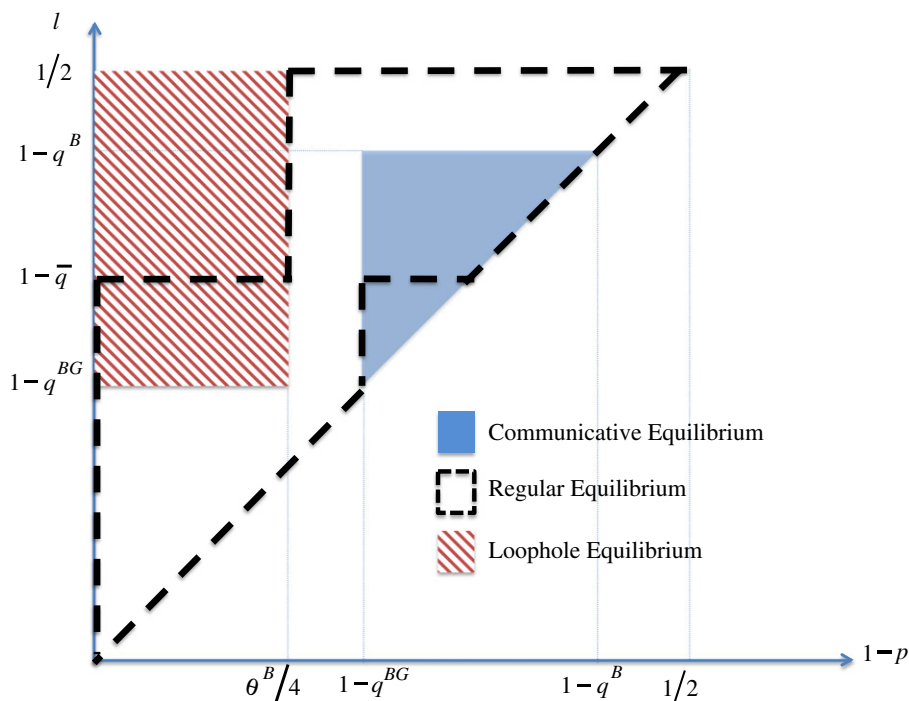 l
1/2
1−q^B
1−q̅
1−q^{BG}
Communicative Equilibrium
Regular Equilibrium
Loophole Equilibrium
1−p
θ^B/4
1−q^{BG}
1−q^B
1/2